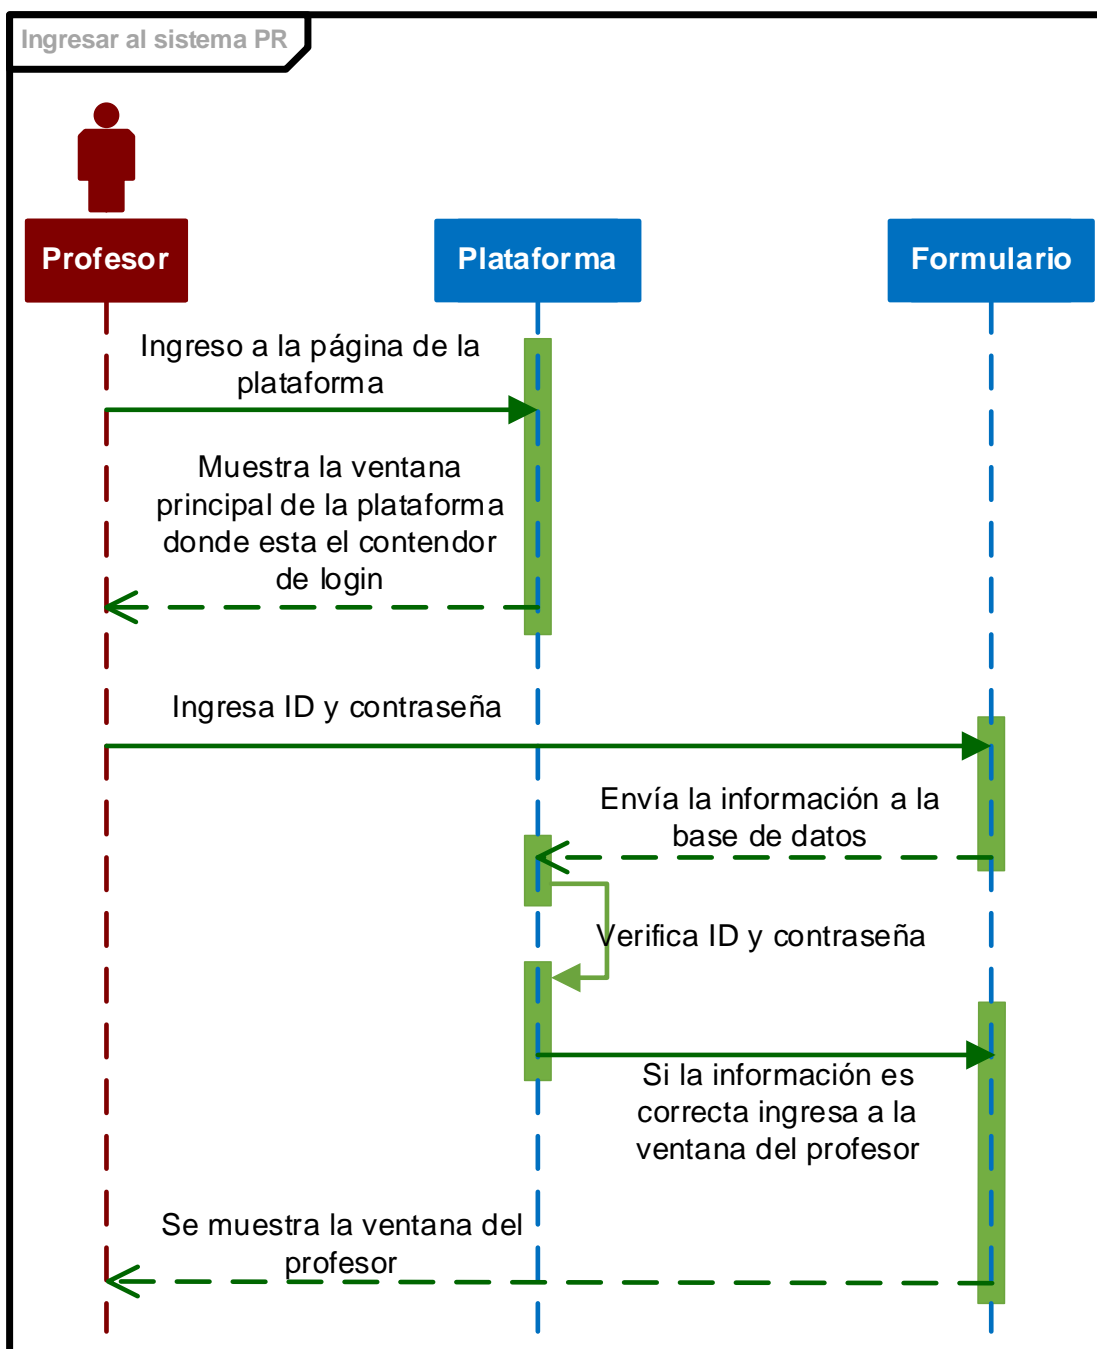 Ingresar al sistema PR
Profesor
Plataforma
Formulario
Ingreso a la página de la
plataforma
Muestra la ventana
principal de la plataforma
donde esta el contendor
de login
Ingresa ID y contraseña
Envía la información a la
base de datos
Verifica ID y contraseña
Si la información es
correcta ingresa a la
ventana del profesor
Se muestra la ventana del
profesor